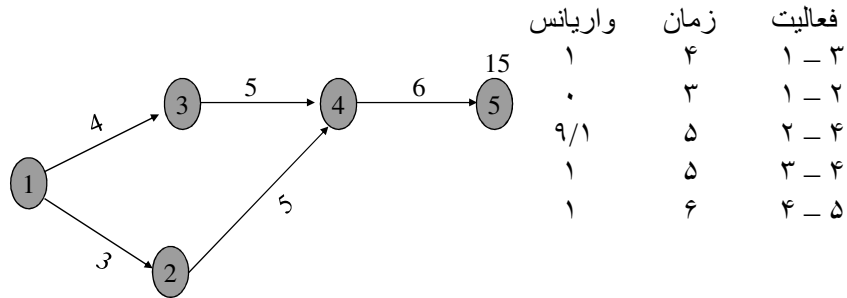 فعالیت زمان واریانس
۱ – ۳ ۴ ۱
۱ – ۲ ۳ ۰
۲ – ۴ ۵ ۹/۱
۳ – ۴ ۵ ۱
۴ – ۵ ۶ ۱
15
3 5 4 6 5
4
1
5
3
2